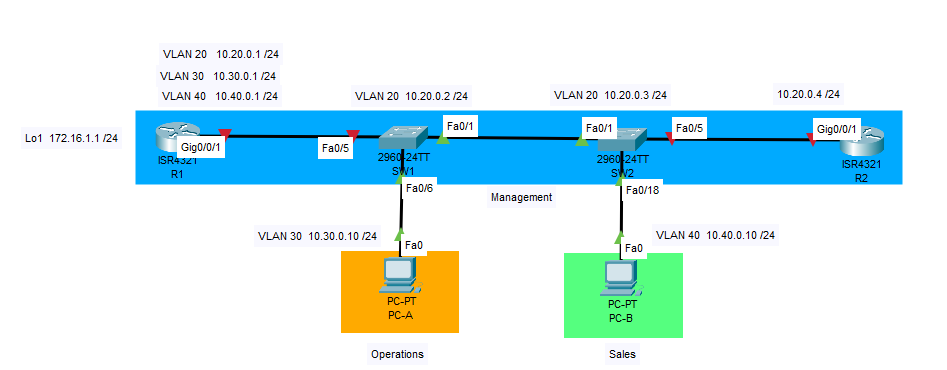 VLAN 20 10.20.0.1 /24
VLAN 30 10.30.0.1 /24
VLAN 40 10.40.0.1 /24
VLAN 20 10.20.0.2 /24
VLAN 20 10.20.0.3 /24
10.20.0.4 /24
Lo1 172.16.1.1 /24
Gig0/0/1
ISR4321
R1
Fa0/5
2960-24TT
SW1
Fa0/1
Fa0/1
2960-24TT
SW2
Fa0/5
Gig0/0/1
ISR4321
R2
Fa0/6
Management
Fa0/18
VLAN 30 10.30.0.10 /24
Fa0
VLAN 40 10.40.0.10 /24
Fa0
PC-PT
PC-A
PC-PT
PC-B
Operations
Sales